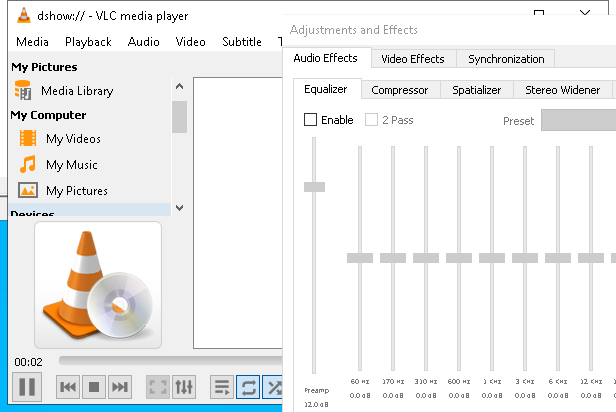 dshow:// - VLC media player
Media Playback Audio Video Subtitle
My Pictures
Media Library
My Computer
My Videos
My Music
My Pictures
Devices
00:02
Adjustments and Effects
Audio Effects Video Effects Synchronization
Equalizer Compressor Spatializer Stereo Widener
Enable 2 Pass Preset
60 Hz 170 Hz 310 Hz 600 Hz 1 KHz 3 KHz 6 KHz 12 KHz
Preamp 0.0 dB 0.0 dB 0.0 dB 0.0 dB 0.0 dB 0.0 dB 0.0 dB 0.0 dB
12.0 dB